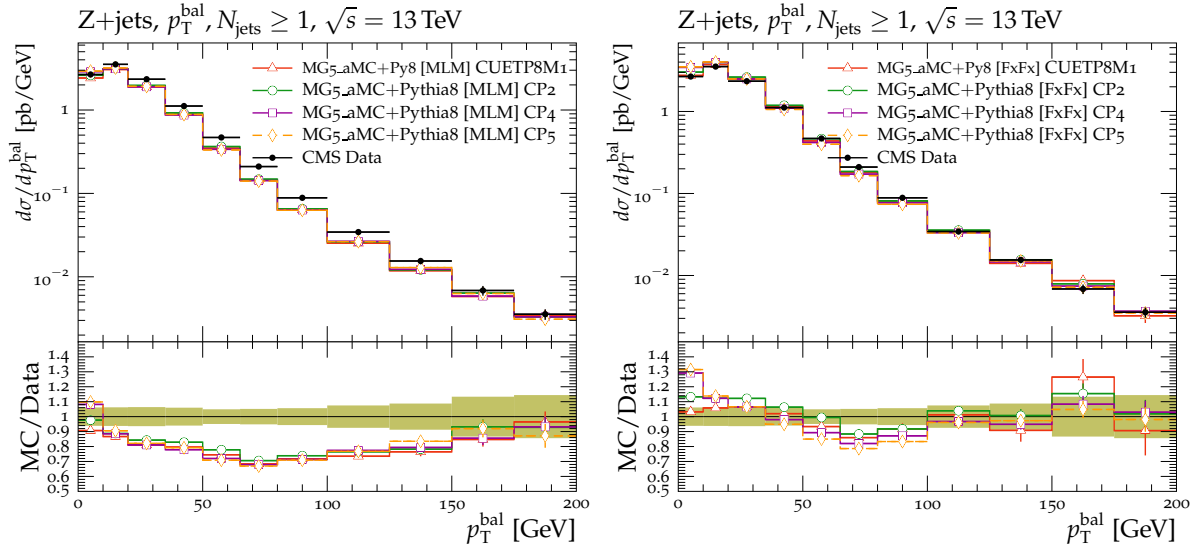 Z+jets, p_T^bal, N_jets ≥ 1, √s = 13 TeV
dσ/dp_T^bal [pb/GeV]
1
10⁻¹
10⁻²
MG5_aMC+Py8 [MLM] CUETP8M1
MG5_aMC+Pythia8 [MLM] CP2
MG5_aMC+Pythia8 [MLM] CP4
MG5_aMC+Pythia8 [MLM] CP5
CMS Data
MC/Data
1.4
1.3
1.2
1.1
1
0.9
0.8
0.7
0.6
0.5
0 50 100 150 200
p_T^bal [GeV]
Z+jets, p_T^bal, N_jets ≥ 1, √s = 13 TeV
dσ/dp_T^bal [pb/GeV]
1
10⁻¹
10⁻²
MG5_aMC+Py8 [FxFx] CUETP8M1
MG5_aMC+Pythia8 [FxFx] CP2
MG5_aMC+Pythia8 [FxFx] CP4
MG5_aMC+Pythia8 [FxFx] CP5
CMS Data
MC/Data
1.4
1.3
1.2
1.1
1
0.9
0.8
0.7
0.6
0.5
0 50 100 150 200
p_T^bal [GeV]